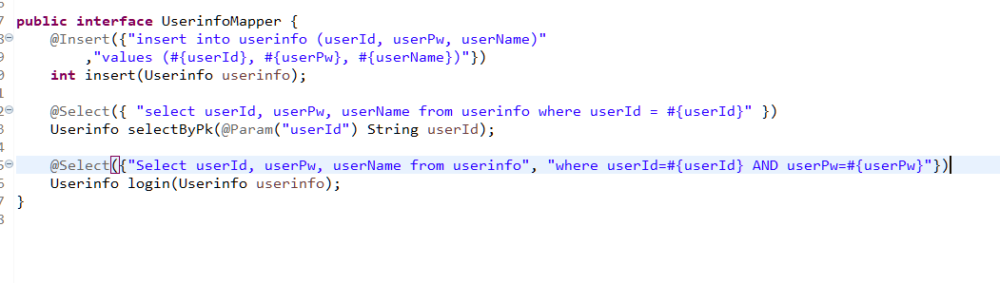 public interface UserinfoMapper {
@Insert({"insert into userinfo (userId, userPw, userName)"
,"values (#{userId}, #{userPw}, #{userName})"})
int insert(Userinfo userinfo);
@Select({ "select userId, userPw, userName from userinfo where userId = #{userId}" })
Userinfo selectByPk(@Param("userId") String userId);
@Select({"Select userId, userPw, userName from userinfo", "where userId=#{userId} AND userPw=#{userPw}"})
Userinfo login(Userinfo userinfo);
}